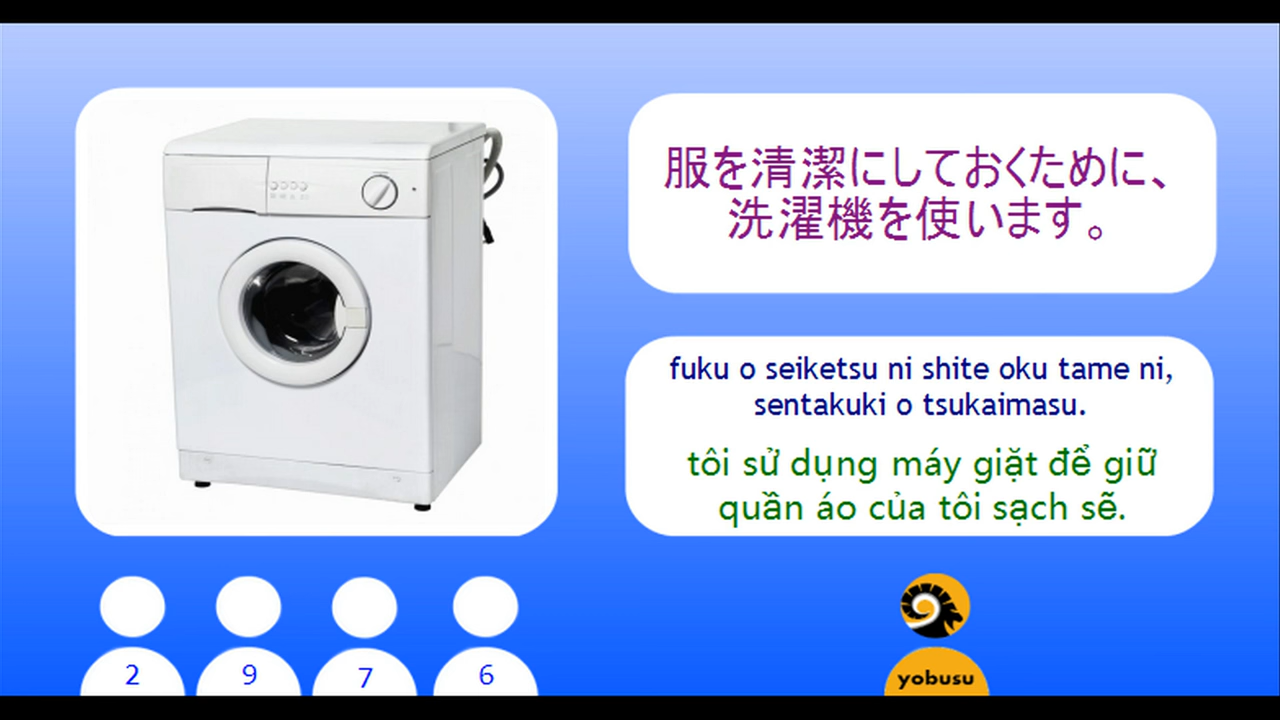 服を清潔にしておくために、
洗濯機を使います。
fuku o seiketsu ni shite oku tame ni,
sentakuki o tsukaimasu.
tôi sử dụng máy giặt để giữ
quần áo của tôi sạch sẽ.
2 9 7 6
yobusu